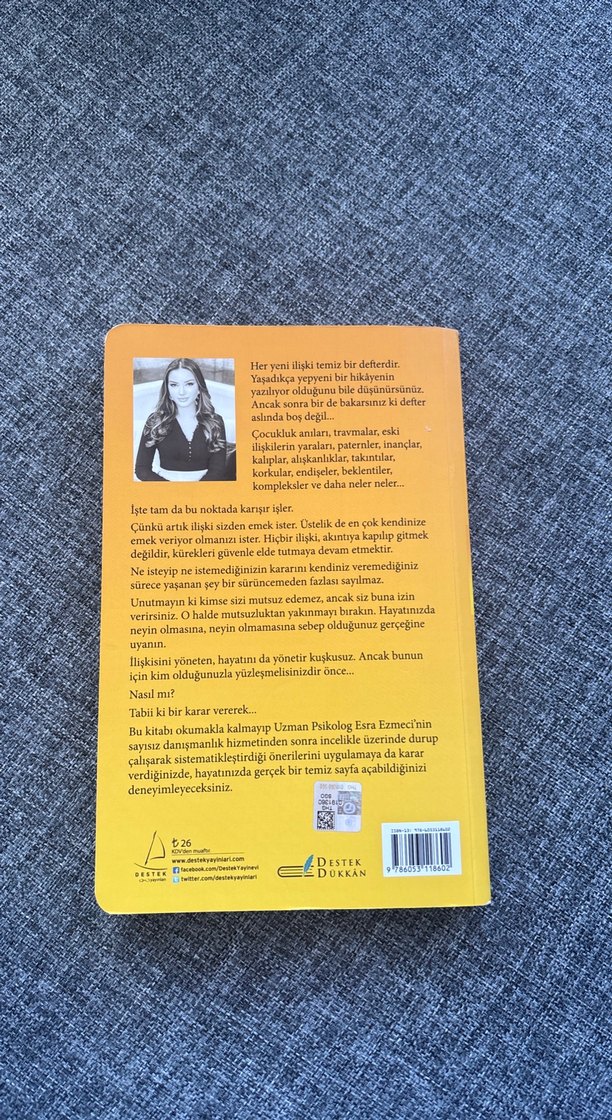 Her yeni ilişki temiz bir defterdir.
Yaşadıkça yepyeni bir hikâyenin
yazılıyor olduğunu bile düşünürsünüz.
Ancak sonra bir de bakarsınız ki defter
aslında boş değil...
Çocukluk anıları, travmalar, eski
ilişkilerin yaraları, paternler, inançlar,
kalıplar, alışkanlıklar, takıntılar,
korkular, endişeler, beklentiler,
kompleksler ve daha neler neler...
İşte tam da bu noktada karışır işler.
Çünkü artık ilişki sizden emek ister. Üstelik de en çok kendinize
emek veriyor olmanızı ister. Hiçbir ilişki, akıntıya kapılıp gitmek
değildir, kürekleri güvenle elde tutmaya devam etmektir.
Ne isteyip ne istemediğinizin kararını kendiniz veremediğiniz
sürece yaşanan şey bir sürüncemeden fazlası sayılmaz.
Unutmayın ki kimse sizi mutsuz edemez, ancak siz buna izin
verirsiniz. O halde mutsuzluktan yakınmayı bırakın. Hayatınızda
neyin olmasına, neyin olmamasına sebep olduğunuz gerçeğine
uyanın.
İlişkisini yöneten, hayatını da yönetir kuşkusuz. Ancak bunun
için kim olduğunuzla yüzleşmelisinizdir önce...
Nasıl mı?
Tabii ki bir karar vererek...
Bu kitabı okumakla kalmayıp Uzman Psikolog Esra Ezmeci'nin
sayısız danışmanlık hizmetinden sonra incelikle üzerinde durup
çalışarak sistematikleştirdiği önerilerini uygulamaya da karar
verdiğinizde, hayatınızda gerçek bir temiz sayfa açabildiğinizi
deneyimleyeceksiniz.
DESTEK
yayınları
₺ 26
KDV'den muaftır
www.destekyayinlari.com
facebook.com/DestekYayinevi
twitter.com/destekyayinlari
DESTEK
DÜKKÂN
ISBN-13: 978-6053118602
9 786053 118602